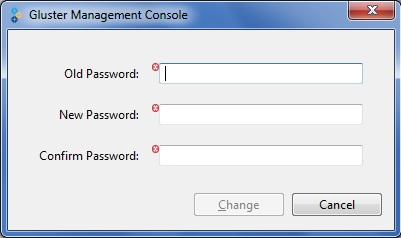 Gluster Management Console
Old Password:
New Password:
Confirm Password:
Change Cancel